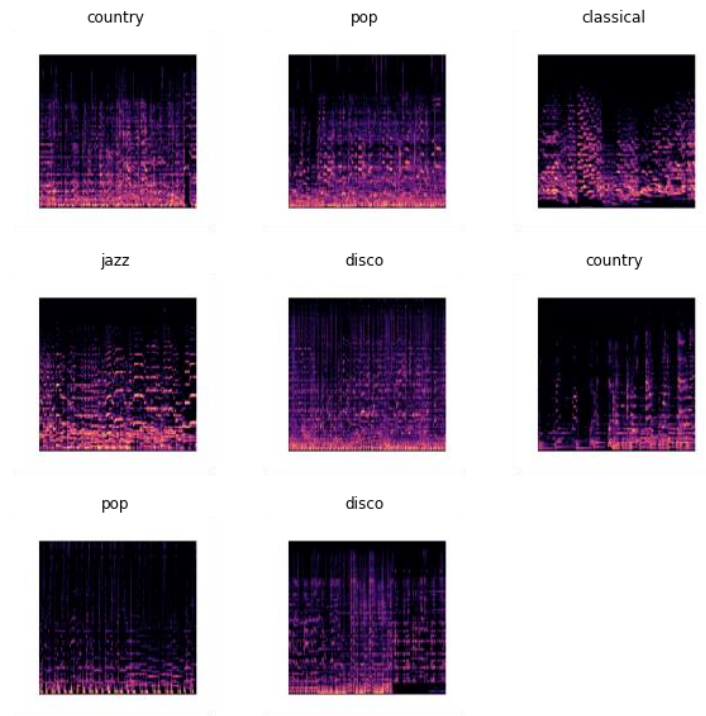 country
pop
classical
jazz
disco
country
pop
disco